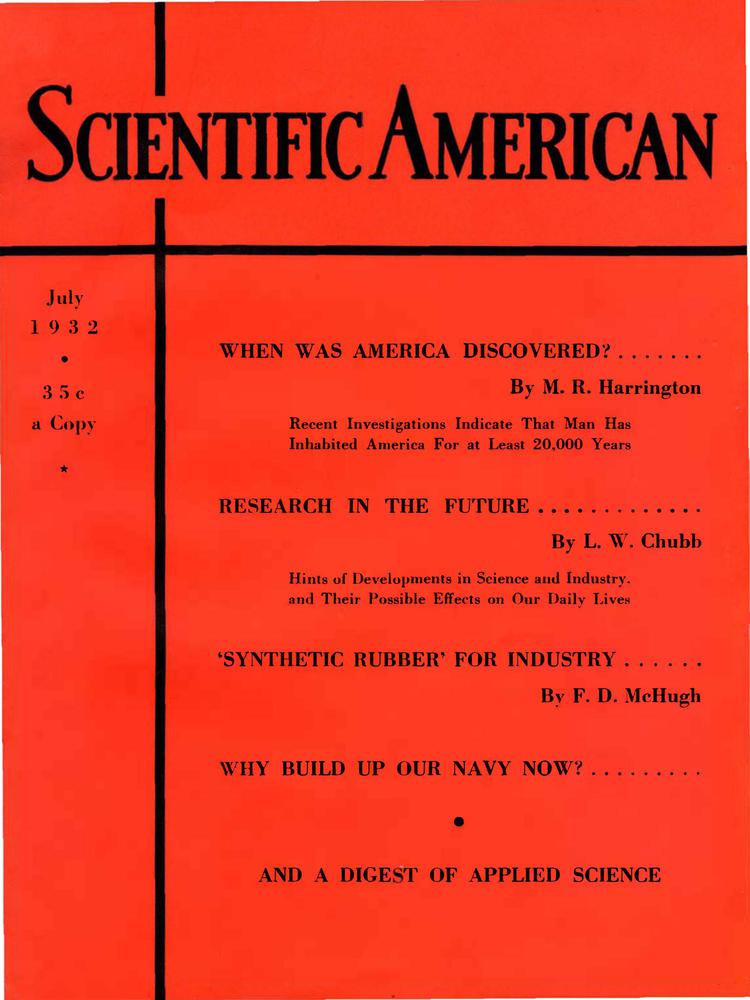 SCIENTIFIC AMERICAN
July
1932
•
35c
a Copy
★
WHEN WAS AMERICA DISCOVERED? .......
By M. R. Harrington
Recent Investigations Indicate That Man Has
Inhabited America For at Least 20,000 Years
RESEARCH IN THE FUTURE .............
By L. W. Chubb
Hints of Developments in Science and Industry.
and Their Possible Effects on Our Daily Lives
'SYNTHETIC RUBBER' FOR INDUSTRY ......
By F. D. McHugh
WHY BUILD UP OUR NAVY NOW? .........
•
AND A DIGEST OF APPLIED SCIENCE